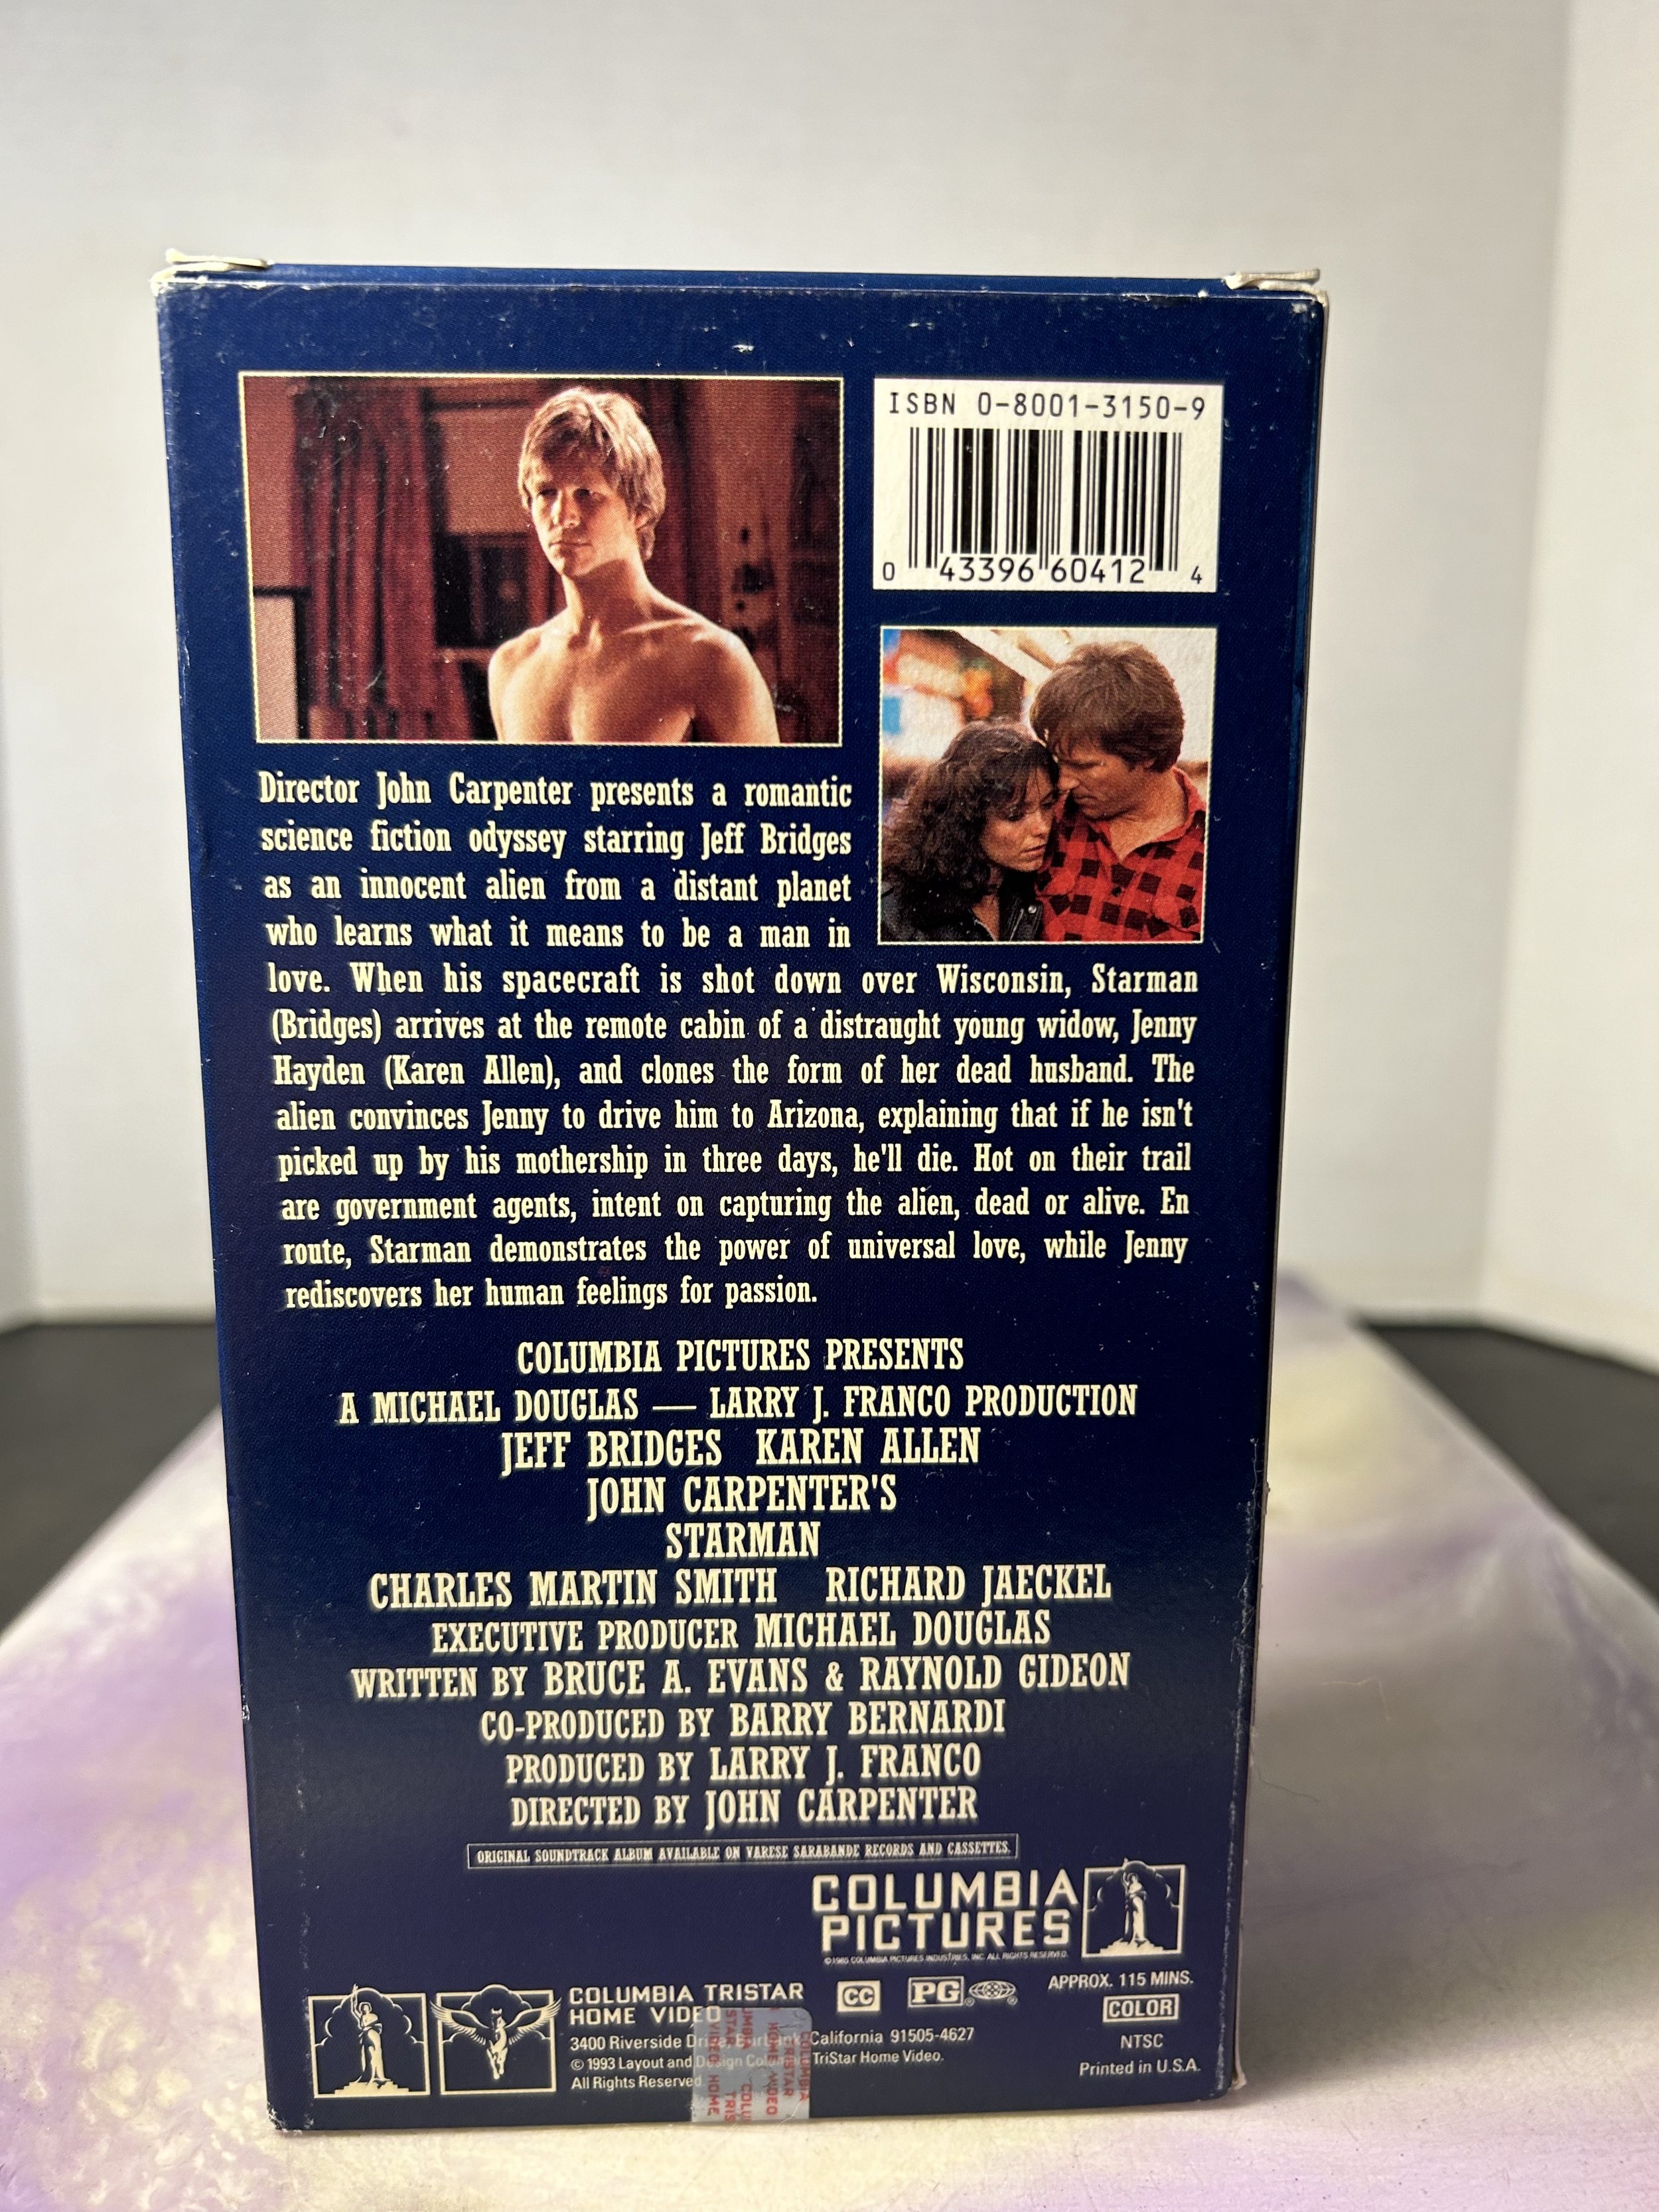 ISBN 0-8001-3150-9
0 43396 60412 4
Director John Carpenter presents a romantic
science fiction odyssey starring Jeff Bridges
as an innocent alien from a distant planet
who learns what it means to be a man in
love. When his spacecraft is shot down over Wisconsin, Starman
(Bridges) arrives at the remote cabin of a distraught young widow, Jenny
Hayden (Karen Allen), and clones the form of her dead husband. The
alien convinces Jenny to drive him to Arizona, explaining that if he isn't
picked up by his mothership in three days, he'll die. Hot on their trail
are government agents, intent on capturing the alien, dead or alive. En
route, Starman demonstrates the power of universal love, while Jenny
rediscovers her human feelings for passion.
COLUMBIA PICTURES PRESENTS
A MICHAEL DOUGLAS — LARRY J. FRANCO PRODUCTION
JEFF BRIDGES KAREN ALLEN
JOHN CARPENTER'S
STARMAN
CHARLES MARTIN SMITH RICHARD JAECKEL
EXECUTIVE PRODUCER MICHAEL DOUGLAS
WRITTEN BY BRUCE A. EVANS & RAYNOLD GIDEON
CO-PRODUCED BY BARRY BERNARDI
PRODUCED BY LARRY J. FRANCO
DIRECTED BY JOHN CARPENTER
ORIGINAL SOUNDTRACK ALBUM AVAILABLE ON VARESE SARABANDE RECORDS AND CASSETTES.
COLUMBIA
PICTURES
©1985 COLUMBIA PICTURES INDUSTRIES, INC. ALL RIGHTS RESERVED.
COLUMBIA TRISTAR
HOME VIDEO
3400 Riverside Drive, Burbank, California 91505-4627
© 1993 Layout and Design Columbia TriStar Home Video.
All Rights Reserved
CC
PG
APPROX. 115 MINS.
COLOR
NTSC
Printed in U.S.A.